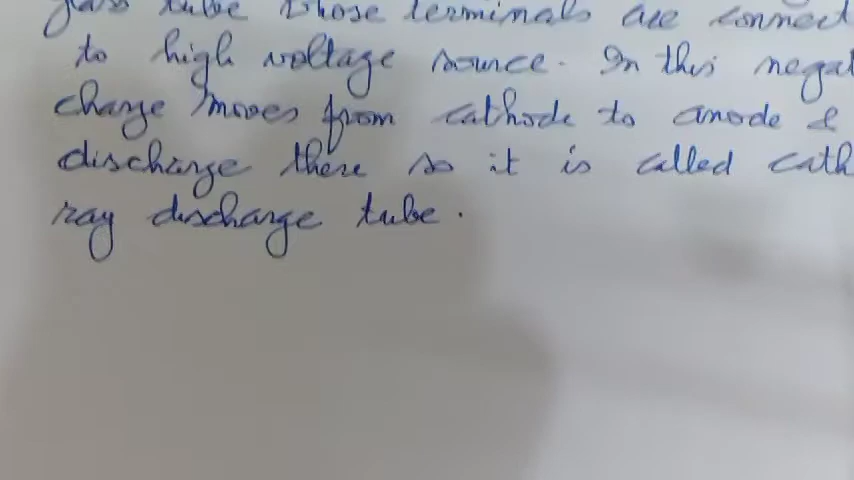 glass tube whose terminals are connect
to high voltage source. In this negat
charge moves from cathode to anode &
discharge there so it is called cath
ray discharge tube.